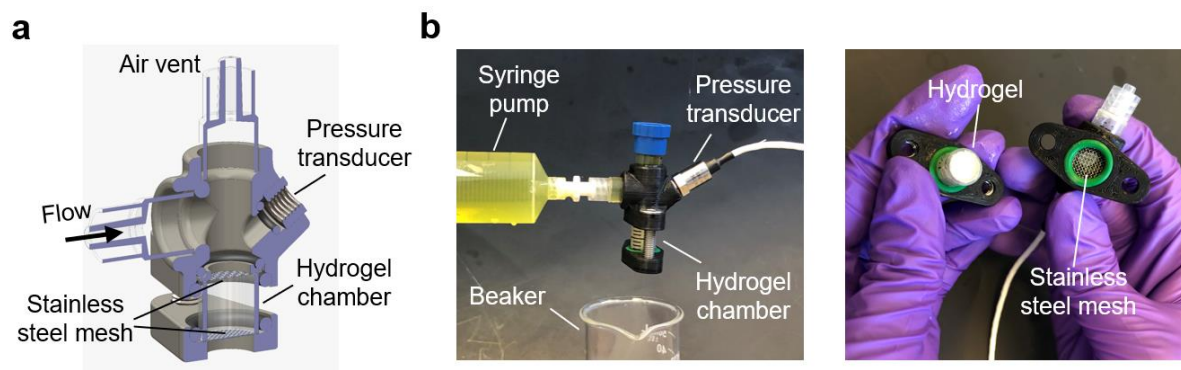 a
Air vent
Pressure
transducer
Flow
Hydrogel
chamber
Stainless
steel mesh
b
Syringe
pump
Pressure
transducer
Hydrogel
chamber
Beaker
40
Hydrogel
Stainless
steel mesh